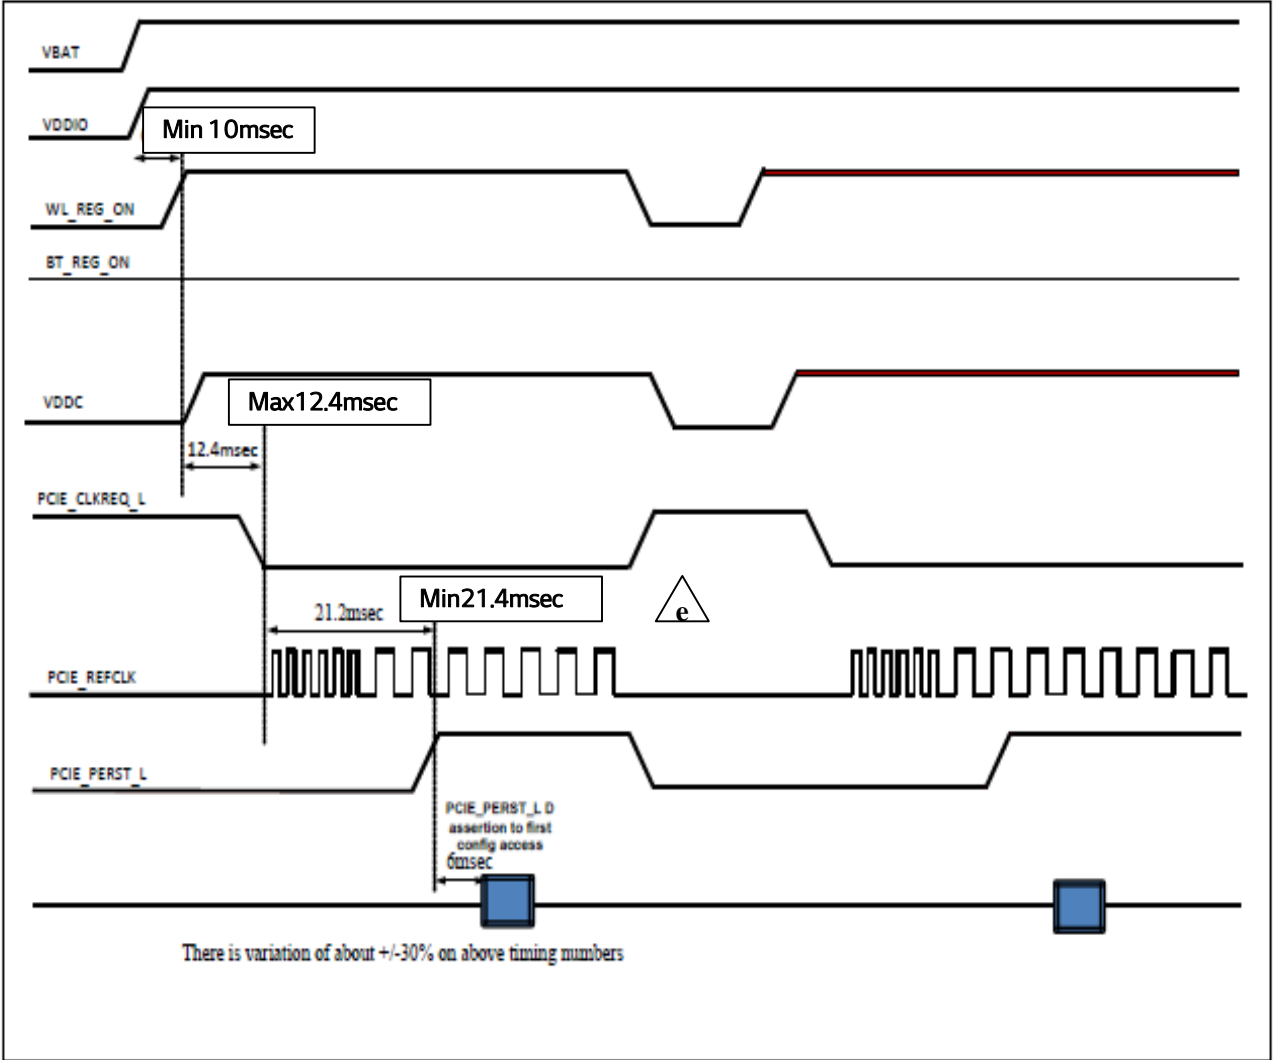 VBAT
VDDIO
Min 10msec
WL_REG_ON
BT_REG_ON
VDDC
Max12.4msec
12.4msec
PCIE_CLKREQ_L
21.2msec
Min21.4msec
e
PCIE_REFCLK
PCIE_PERST_L
PCIE_PERST_L D
assertion to first
config access
6msec
There is variation of about +/-30% on above timing numbers